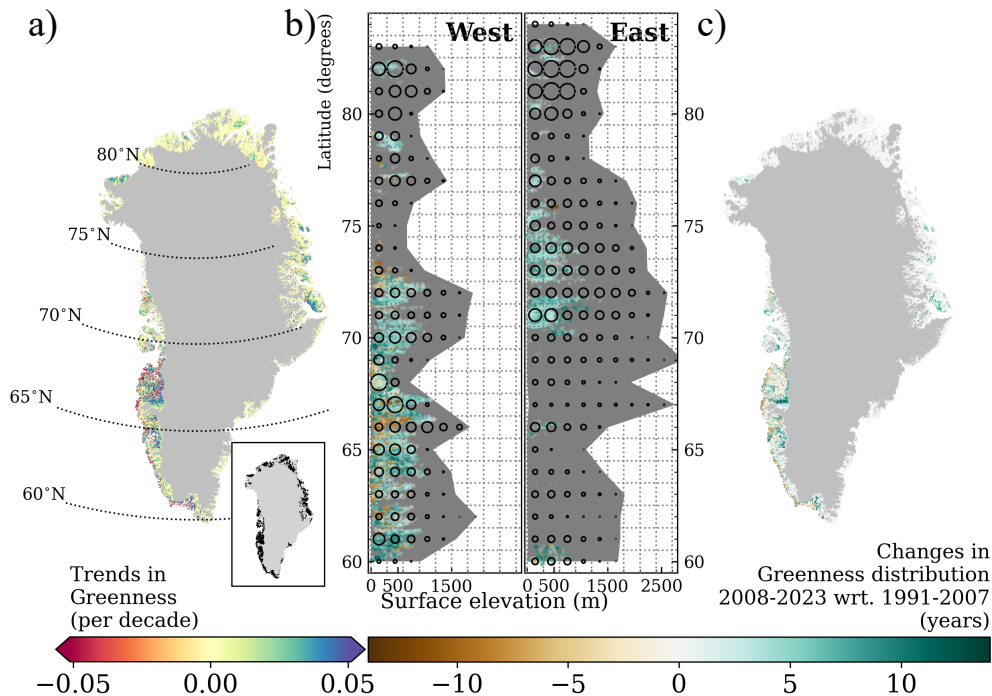 a)
b)
c)
West
East
Latitude (degrees)
80
75
70
65
60
80
75
70
65
60
80°N
75°N
70°N
65°N
60°N
0 500 1500
0 500 1500 2500
Surface elevation (m)
Trends in
Greenness
(per decade)
Changes in
Greenness distribution
2008-2023 wrt. 1991-2007
(years)
−0.05 0.00 0.05
−10 −5 0 5 10